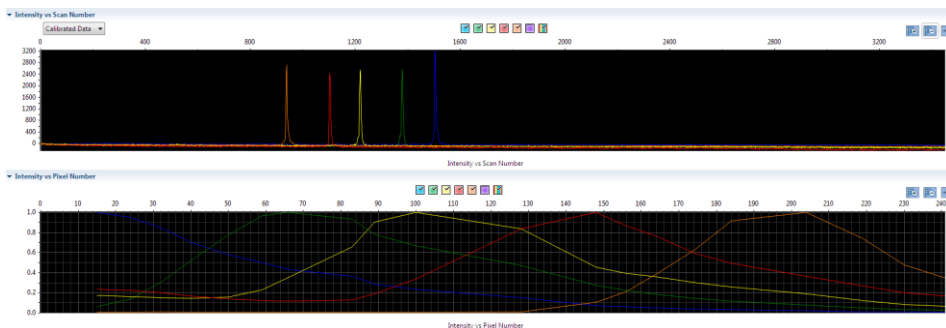 Intensity vs Scan Number
Calibrated Data
0 400 800 1200 1600 2000 2400 2800 3200
3200
2800
2400
2000
1600
1200
800
400
0
Intensity vs Scan Number
Intensity vs Pixel Number
0 10 20 30 40 50 60 70 80 90 100 110 120 130 140 150 160 170 180 190 200 210 220 230 240
1.0
0.8
0.6
0.4
0.2
0.0
Intensity vs Pixel Number